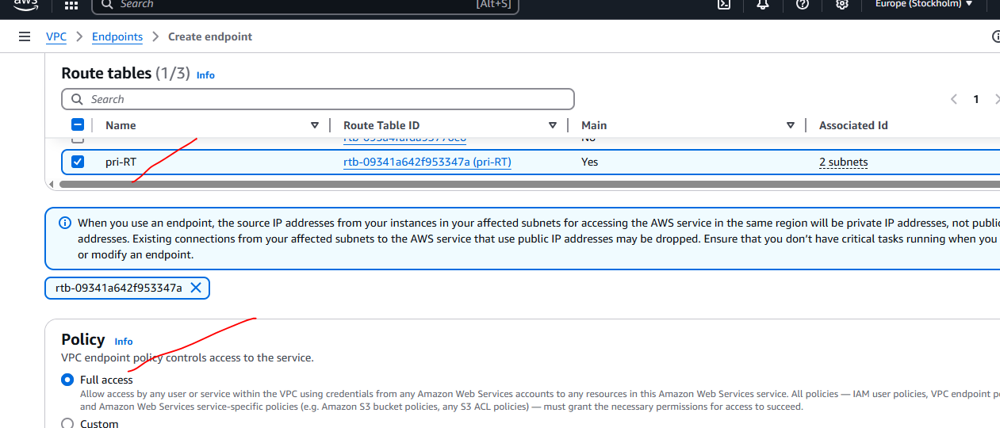 aws Search [Alt+S] Europe (Stockholm)
VPC > Endpoints > Create endpoint
Route tables (1/3) Info
Search
1
Name Route Table ID Main Associated Id
No
pri-RT rtb-09341a642f953347a (pri-RT) Yes 2 subnets
When you use an endpoint, the source IP addresses from your instances in your affected subnets for accessing the AWS service in the same region will be private IP addresses, not public
addresses. Existing connections from your affected subnets to the AWS service that use public IP addresses may be dropped. Ensure that you don't have critical tasks running when you
or modify an endpoint.
rtb-09341a642f953347a
Policy Info
VPC endpoint policy controls access to the service.
Full access
Allow access by any user or service within the VPC using credentials from any Amazon Web Services accounts to any resources in this Amazon Web Services service. All policies — IAM user policies, VPC endpoint
and Amazon Web Services service-specific policies (e.g. Amazon S3 bucket policies, any S3 ACL policies) — must grant the necessary permissions for access to succeed.
Custom